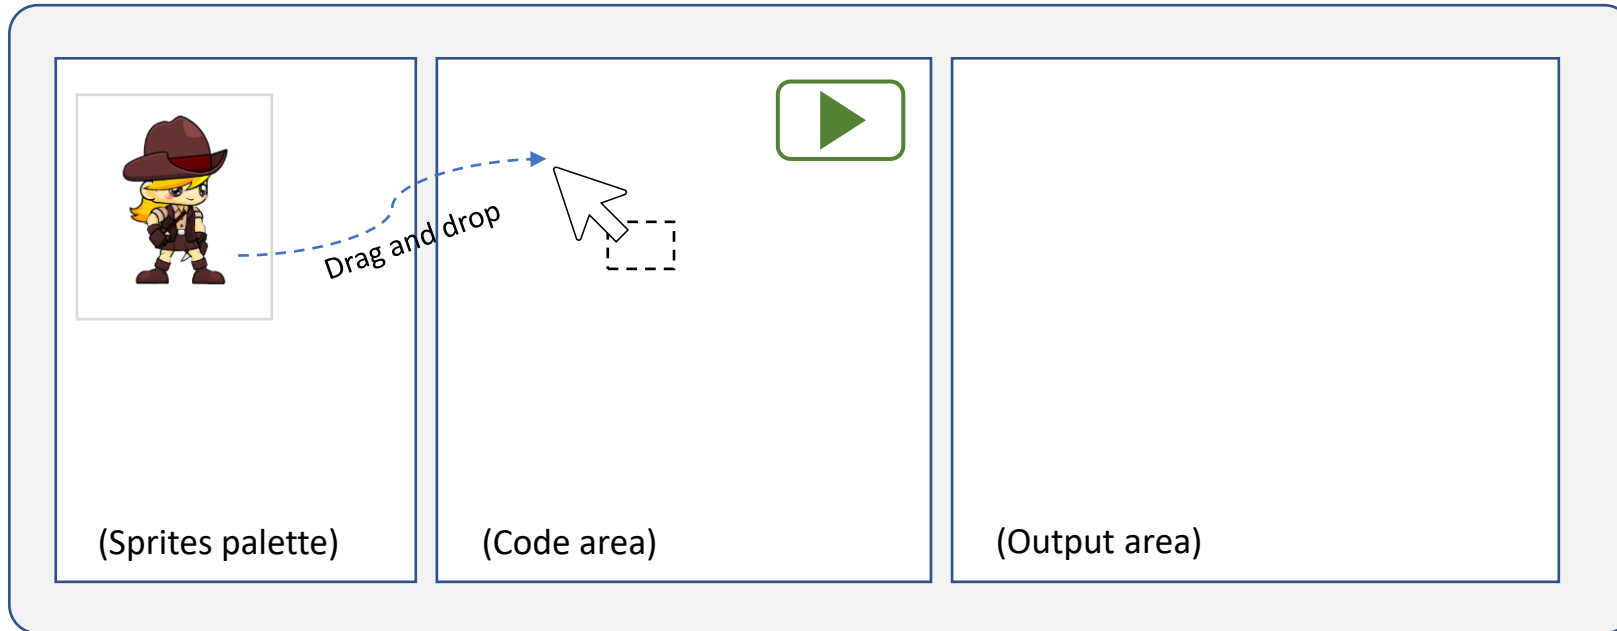 Drag and drop
(Sprites palette)
(Code area)
(Output area)